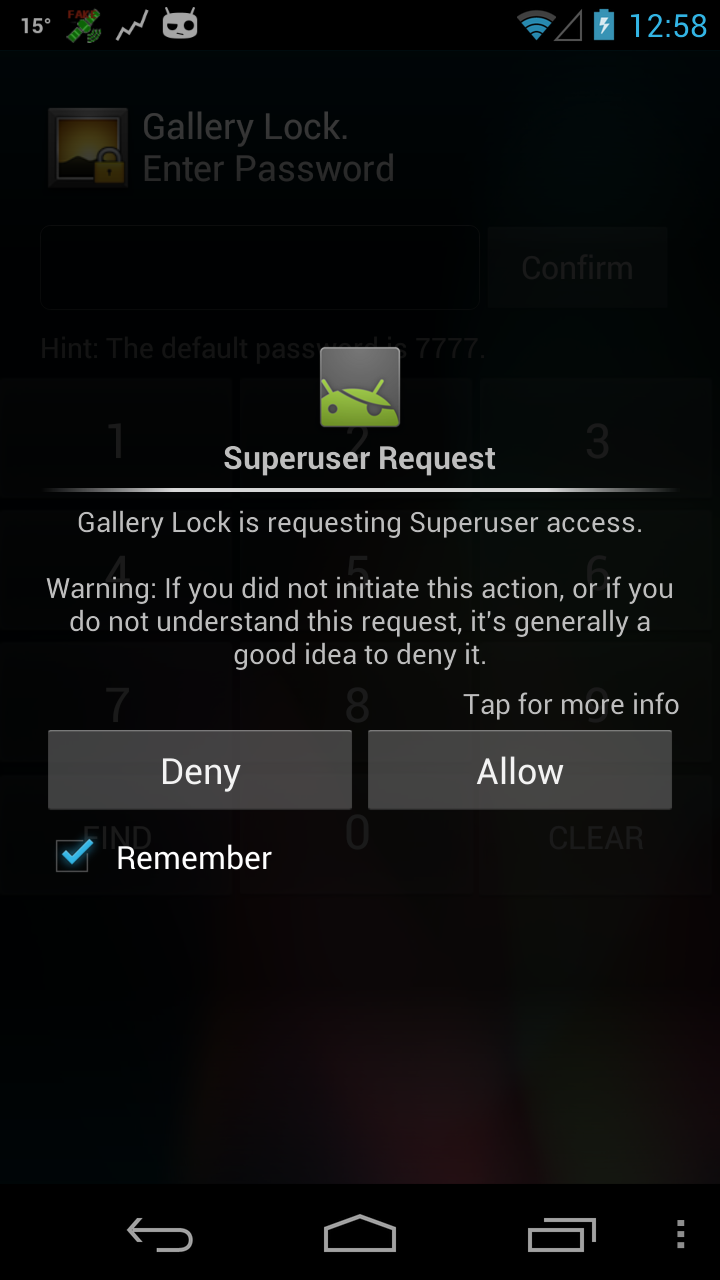 15°
FAKE
12:58
Gallery Lock.
Enter Password
Confirm
Hint: The default password is 7777.
1 2 3
Superuser Request
Gallery Lock is requesting Superuser access.
4 5 6
Warning: If you did not initiate this action, or if you
do not understand this request, it's generally a
good idea to deny it.
7 8 9
Tap for more info
Deny Allow
FIND 0 CLEAR
Remember